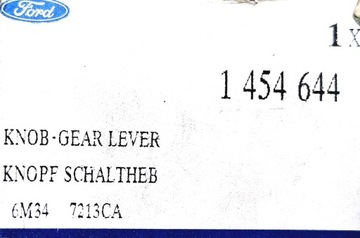 Ford
1 X
1 454 644
KNOB-GEAR LEVER
KNOPF SCHALTHEB
6M34 7213CA